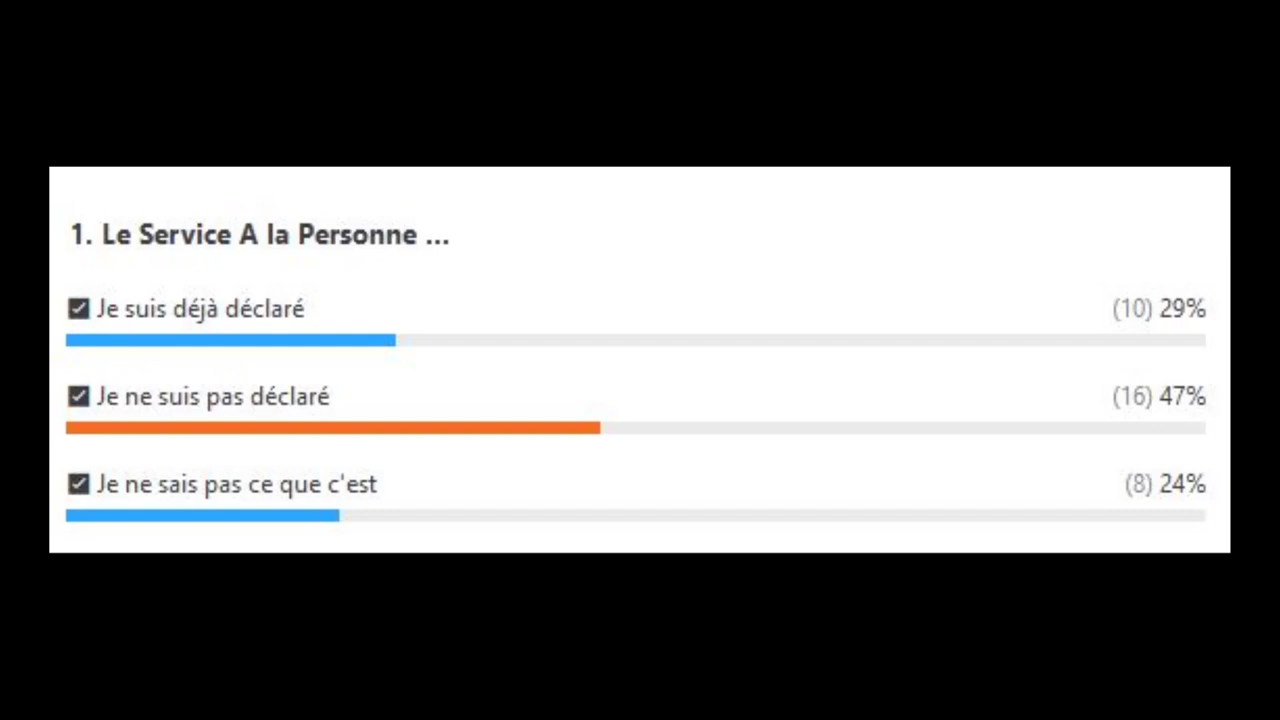 1. Le Service A la Personne ...
Je suis déjà déclaré (10) 29%
Je ne suis pas déclaré (16) 47%
Je ne sais pas ce que c'est (8) 24%